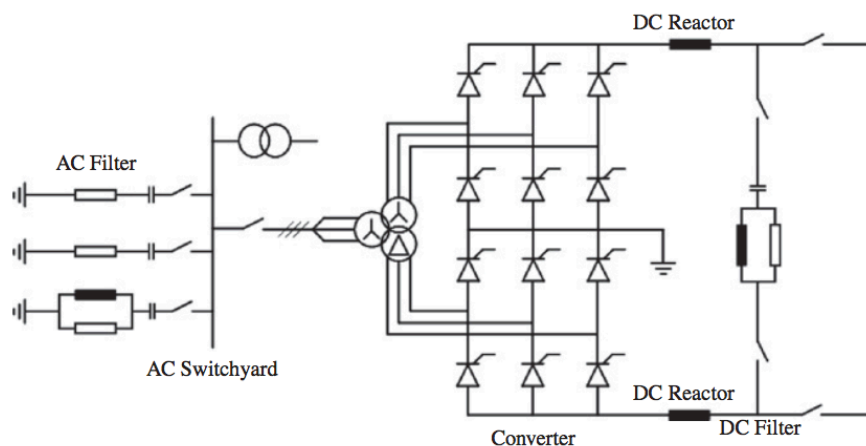 DC Reactor
AC Filter
AC Switchyard
DC Reactor
DC Filter
Converter